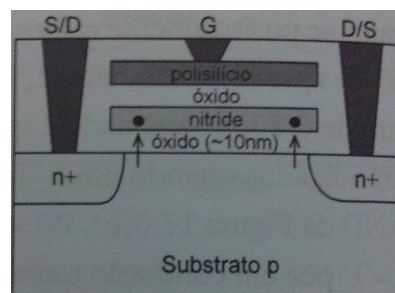 S/D G D/S
polisilício
óxido
nitride
óxido (~10nm)
n+ n+
Substrato p